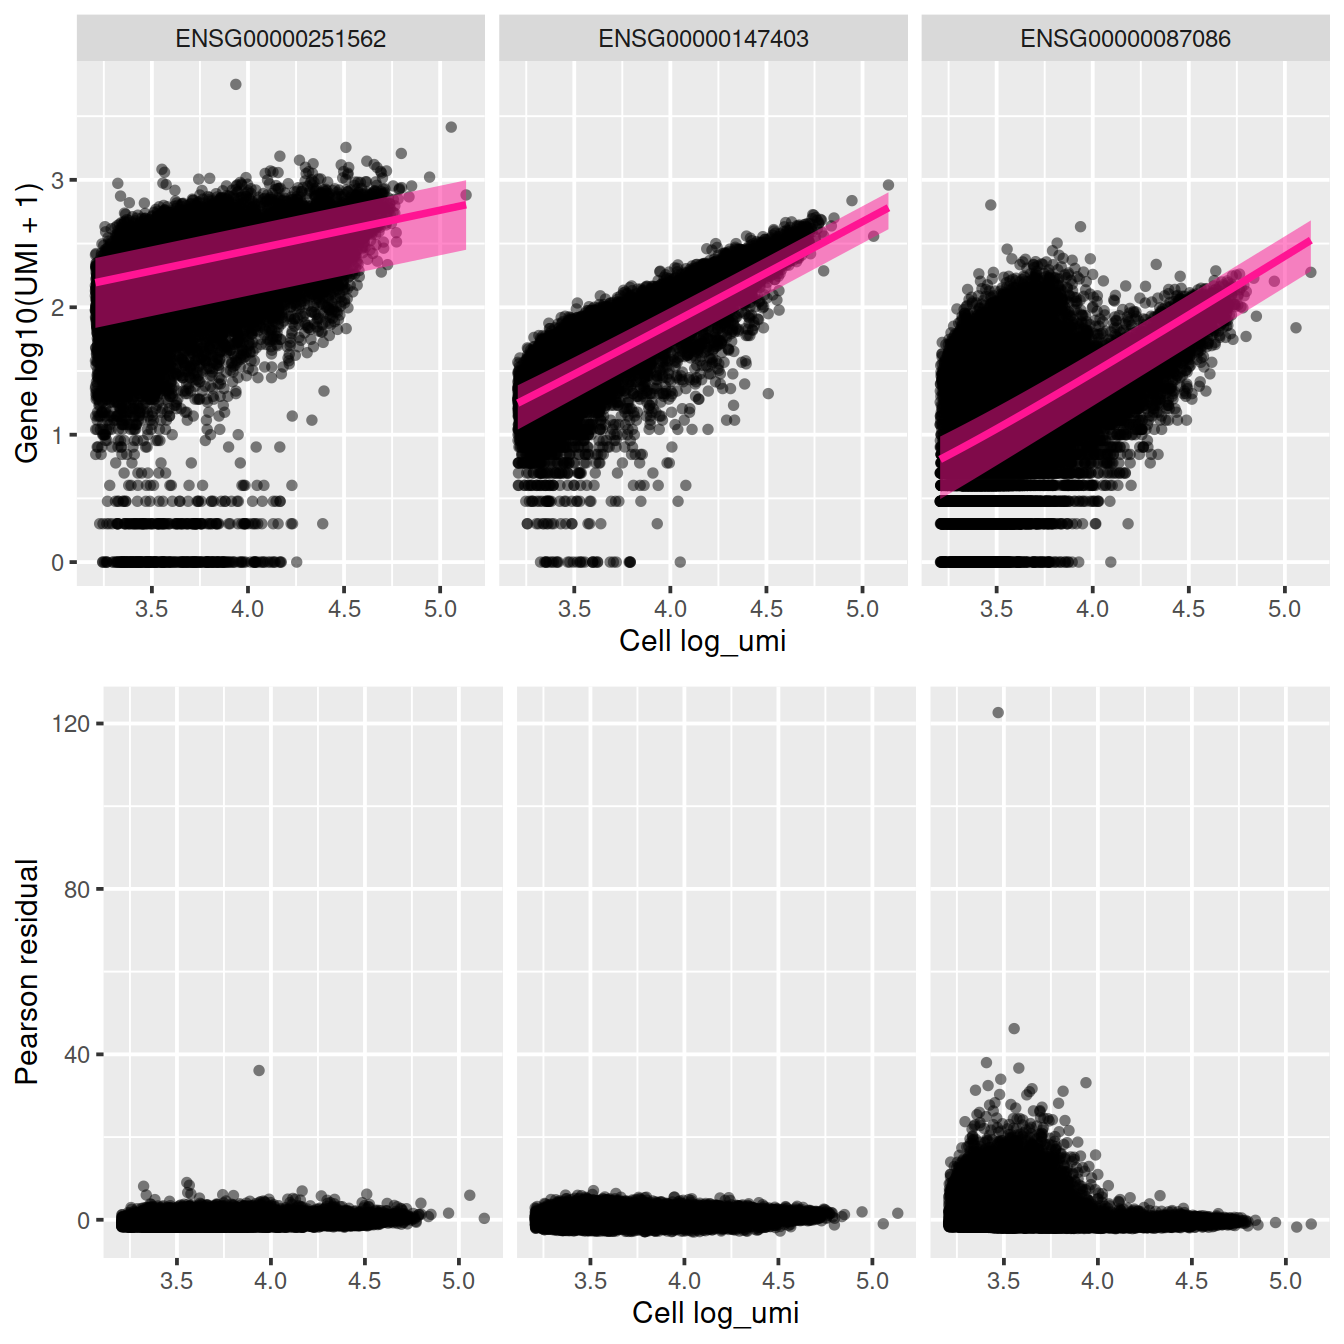 ENSG00000251562 ENSG00000147403 ENSG00000087086
Gene log10(UMI + 1)
3
2
1
0
3.5 4.0 4.5 5.0 3.5 4.0 4.5 5.0 3.5 4.0 4.5 5.0
Cell log_umi
Pearson residual
120
80
40
0
3.5 4.0 4.5 5.0 3.5 4.0 4.5 5.0 3.5 4.0 4.5 5.0
Cell log_umi